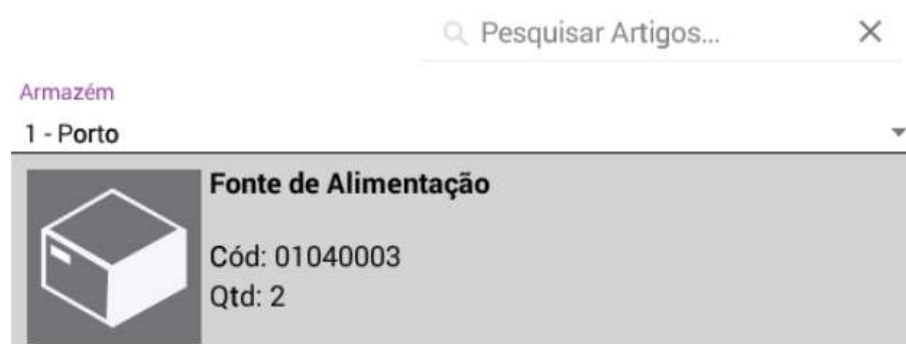 Pesquisar Artigos...
Armazém
1 - Porto
Fonte de Alimentação
Cód: 01040003
Qtd: 2